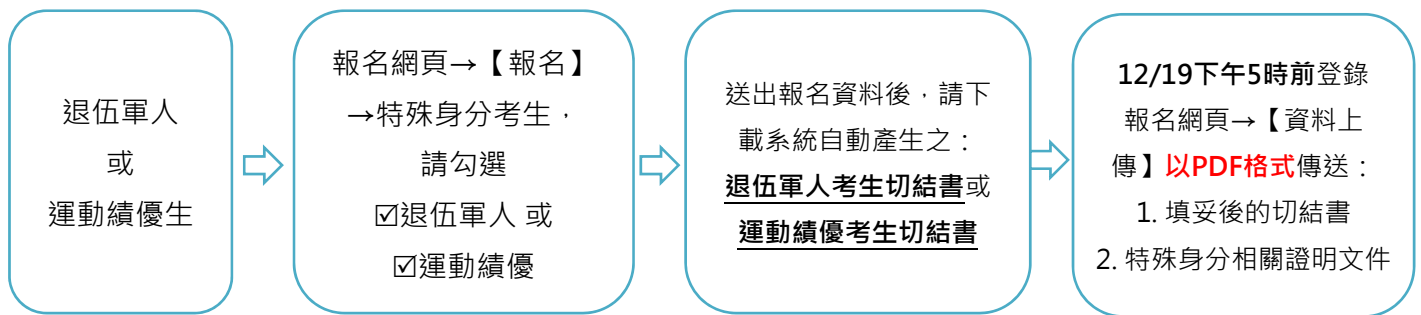 退伍軍人
或
運動績優生
報名網頁→【報名】
→特殊身分考生，
請勾選
☑退伍軍人 或
☑運動績優
送出報名資料後，請下
載系統自動產生之：
退伍軍人考生切結書或
運動績優考生切結書
12/19下午5時前登錄
報名網頁→【資料上
傳】以PDF格式傳送：
1. 填妥後的切結書
2. 特殊身分相關證明文件